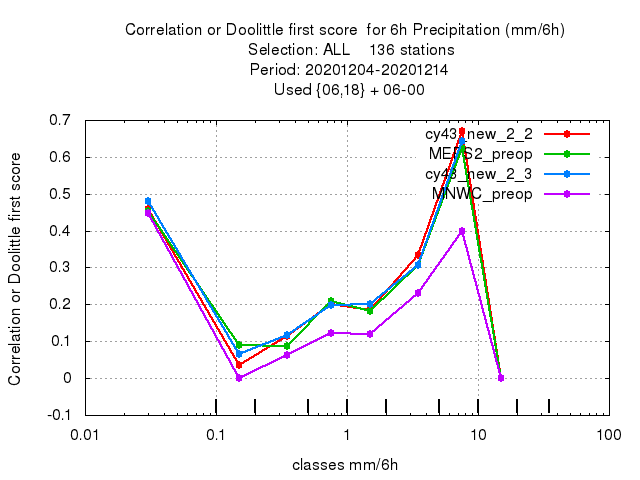 Correlation or Doolittle first score  for 6h Precipitation (mm/6h)
Selection: ALL    136 stations
Period: 20201204-20201214
Used {06,18} + 06-00
cy43_new_2_2
MEPS2_preop
cy43_new_2_3
MNWC_preop
Correlation or Doolittle first score
0.7
0.6
0.5
0.4
0.3
0.2
0.1
0
-0.1
0.01
0.1
1
10
100
classes mm/6h